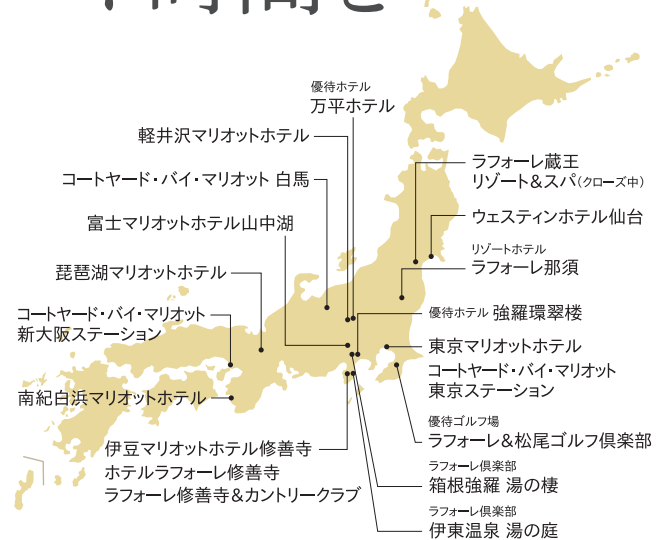 優待ホテル
万平ホテル
軽井沢マリオットホテル
コートヤード・バイ・マリオット 白馬
富士マリオットホテル山中湖
琵琶湖マリオットホテル
コートヤード・バイ・マリオット
新大阪ステーション
南紀白浜マリオットホテル
伊豆マリオットホテル修善寺
ホテルラフォーレ修善寺
ラフォーレ修善寺&カントリークラブ
ラフォーレ蔵王
リゾート&スパ(クローズ中)
ウェスティンホテル仙台
リゾートホテル
ラフォーレ那須
優待ホテル 強羅環翠楼
東京マリオットホテル
コートヤード・バイ・マリオット
東京ステーション
優待ゴルフ場
ラフォーレ&松尾ゴルフ倶楽部
ラフォーレ倶楽部
箱根強羅 湯の棲
ラフォーレ倶楽部
伊東温泉 湯の庭